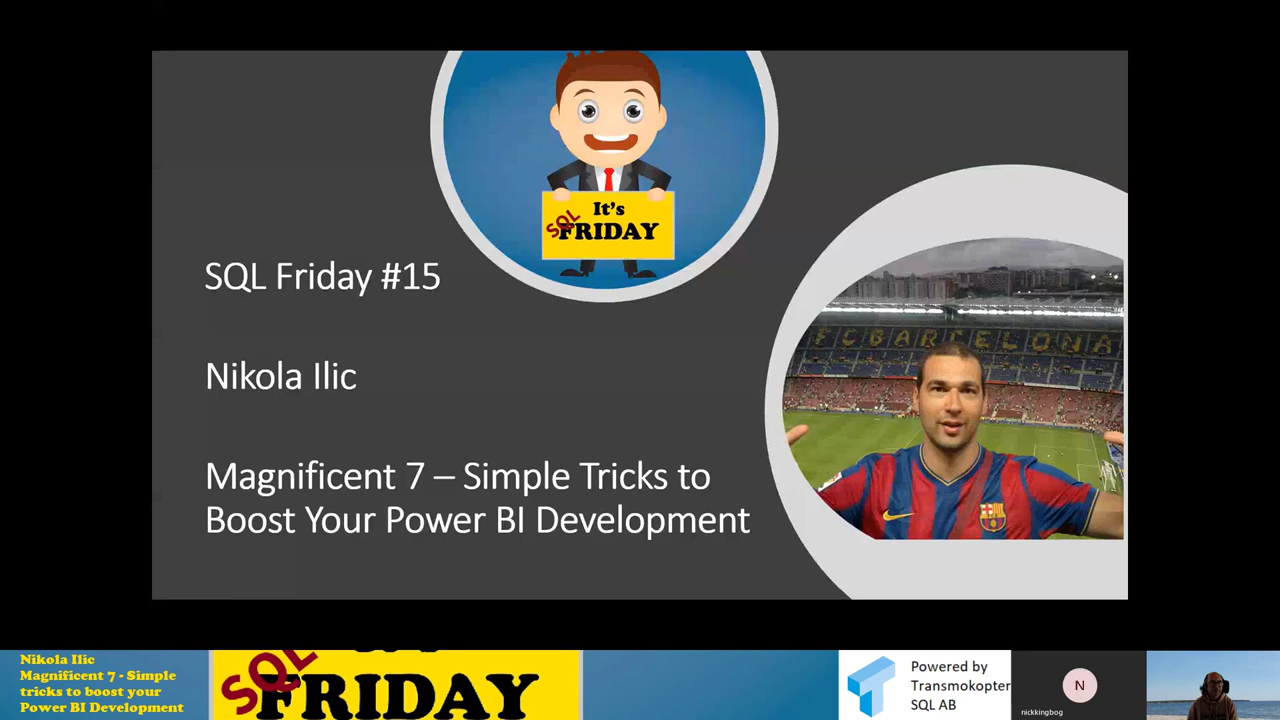 It's
SQL
FRIDAY
SQL Friday #15
Nikola Ilic
Magnificent 7 – Simple Tricks to
Boost Your Power BI Development
FC BARCELONA
Nikola Ilic
Magnificent 7 - Simple
tricks to boost your
Power BI Development
SQL
FRIDAY
Powered by
Transmokopter
SQL AB
N
nickkingbog